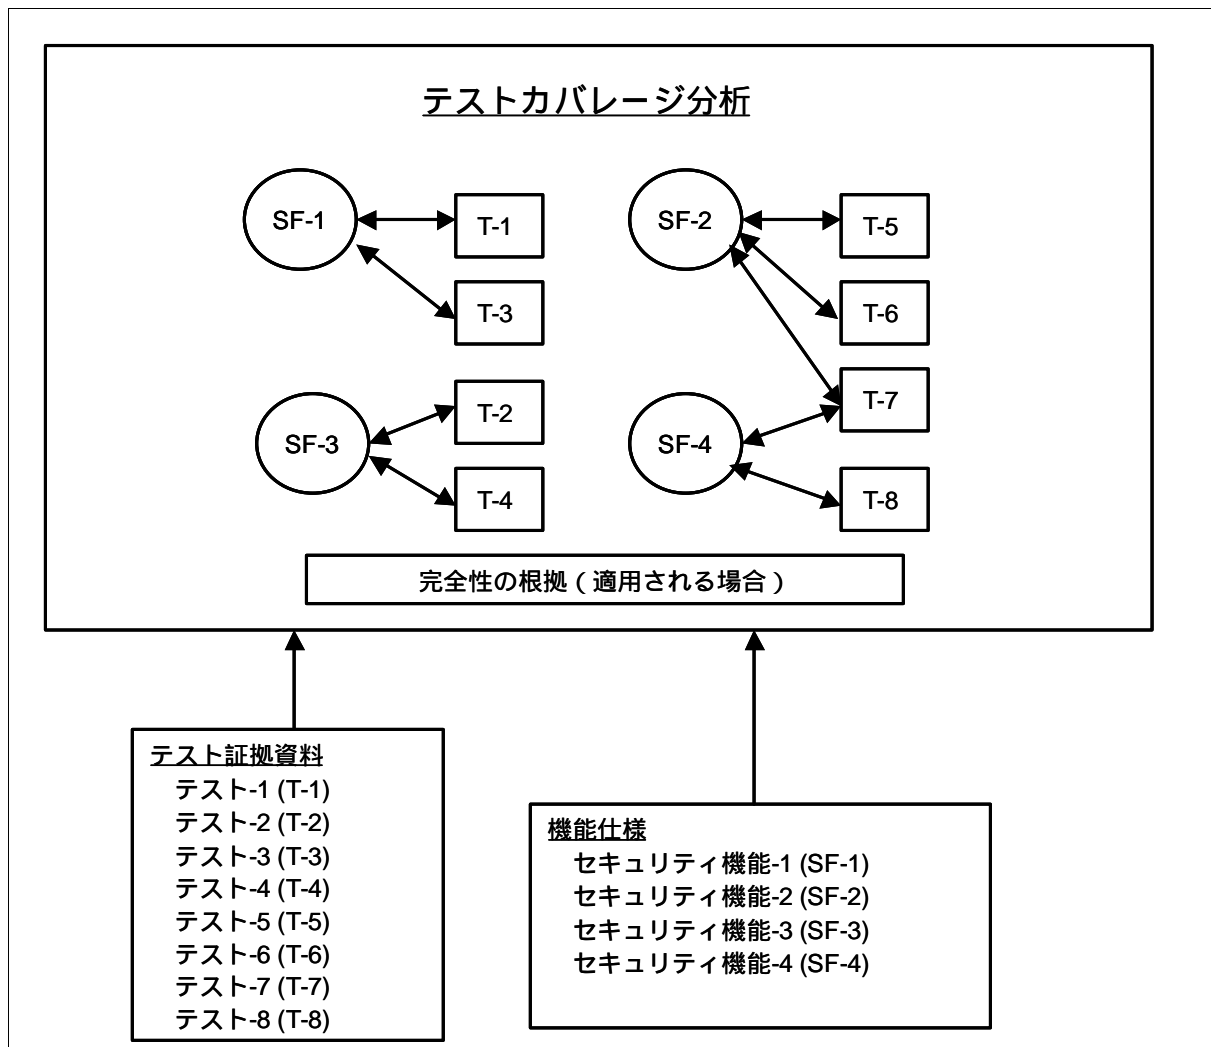 テストカバレージ分析
SF-1
T-1
T-3
SF-2
T-5
T-6
T-7
SF-3
T-2
T-4
SF-4
T-8
完全性の根拠（適用される場合）
テスト証拠資料
テスト-1 (T-1)
テスト-2 (T-2)
テスト-3 (T-3)
テスト-4 (T-4)
テスト-5 (T-5)
テスト-6 (T-6)
テスト-7 (T-7)
テスト-8 (T-8)
機能仕様
セキュリティ機能-1 (SF-1)
セキュリティ機能-2 (SF-2)
セキュリティ機能-3 (SF-3)
セキュリティ機能-4 (SF-4)